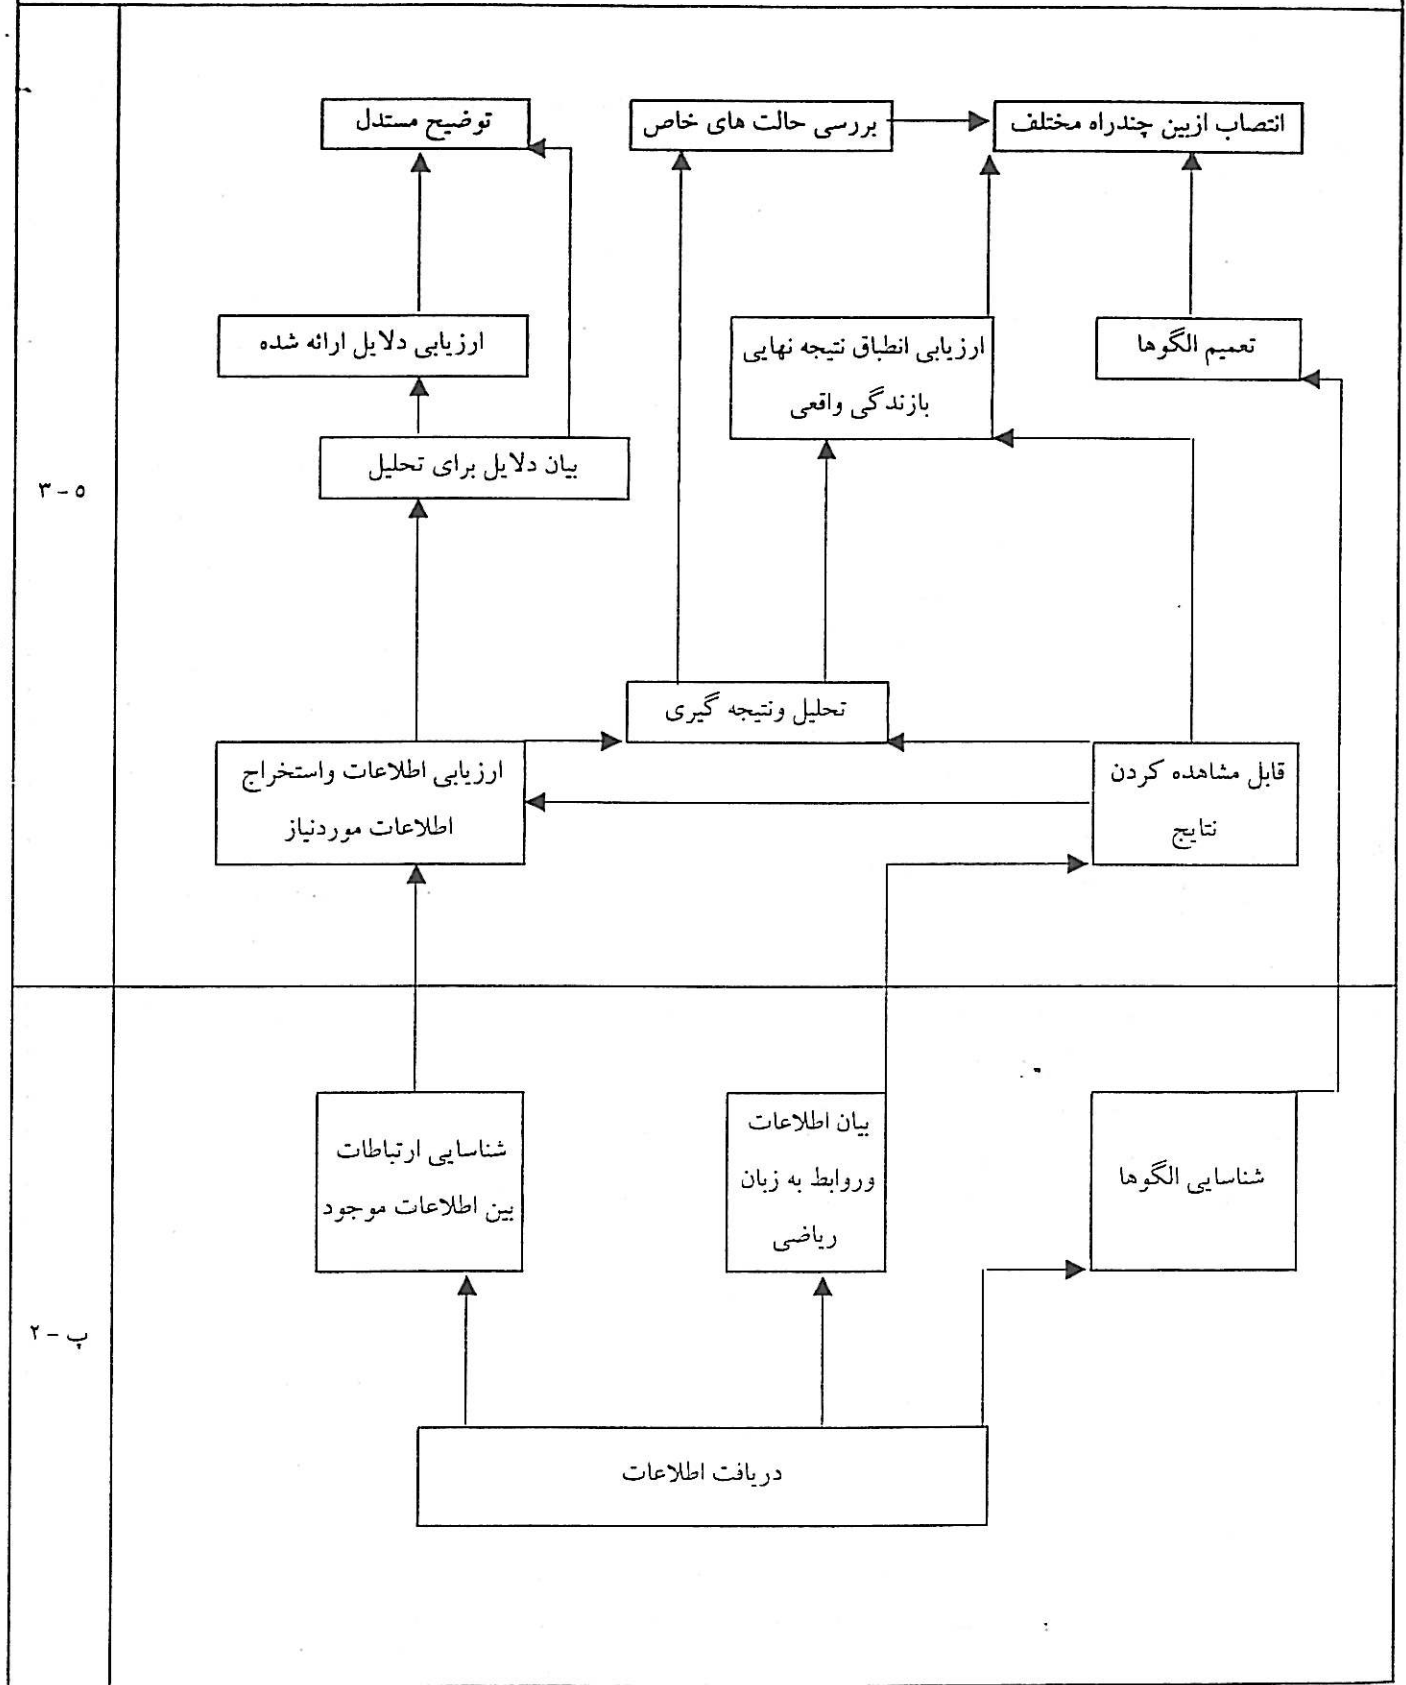 انتصاب ازبین چندراه مختلف
بررسی حالت های خاص
توضیح مستدل
تعمیم الگوها
ارزیابی انطباق نتیجه نهایی
بازندگی واقعی
ارزیابی دلایل ارائه شده
بیان دلایل برای تحلیل
۳-۵
تحلیل ونتیجه گیری
قابل مشاهده کردن
نتایج
ارزیابی اطلاعات واستخراج
اطلاعات موردنیاز
شناسایی الگوها
بیان اطلاعات
وروابط به زبان
ریاضی
شناسایی ارتباطات
بین اطلاعات موجود
پ-۲
دریافت اطلاعات